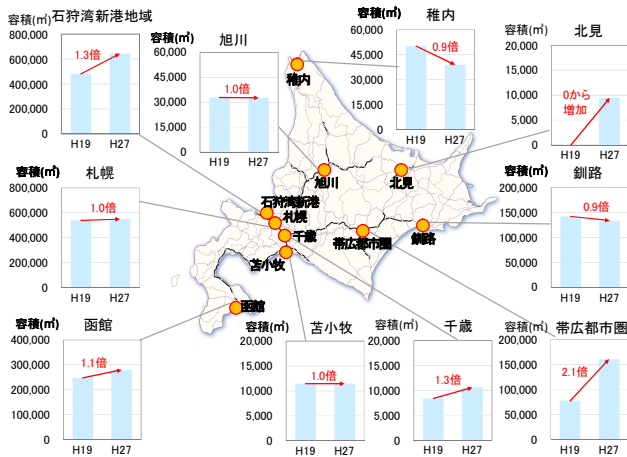 石狩湾新港地域
容積(㎥)
800,000
600,000
400,000
200,000
0
1.3倍
H19 H27
旭川
容積(㎥)
60,000
45,000
30,000
15,000
0
1.0倍
H19 H27
稚内
容積(㎥)
60,000
45,000
30,000
15,000
0
0.9倍
H19 H27
北見
容積(㎥)
20,000
15,000
10,000
5,000
0
0から
増加
H19 H27
札幌
容積(㎥)
800,000
600,000
400,000
200,000
0
1.0倍
H19 H27
釧路
容積(㎥)
200,000
150,000
100,000
50,000
0
0.9倍
H19 H27
稚内
旭川
北見
石狩湾新港
札幌
千歳
帯広都市圏
釧路
苫小牧
函館
函館
容積(㎥)
400,000
300,000
200,000
100,000
0
1.1倍
H19 H27
苫小牧
容積(㎥)
20,000
15,000
10,000
5,000
0
1.0倍
H19 H27
千歳
容積(㎥)
20,000
15,000
10,000
5,000
0
1.3倍
H19 H27
帯広都市圏
容積(㎥)
200,000
150,000
100,000
50,000
0
2.1倍
H19 H27